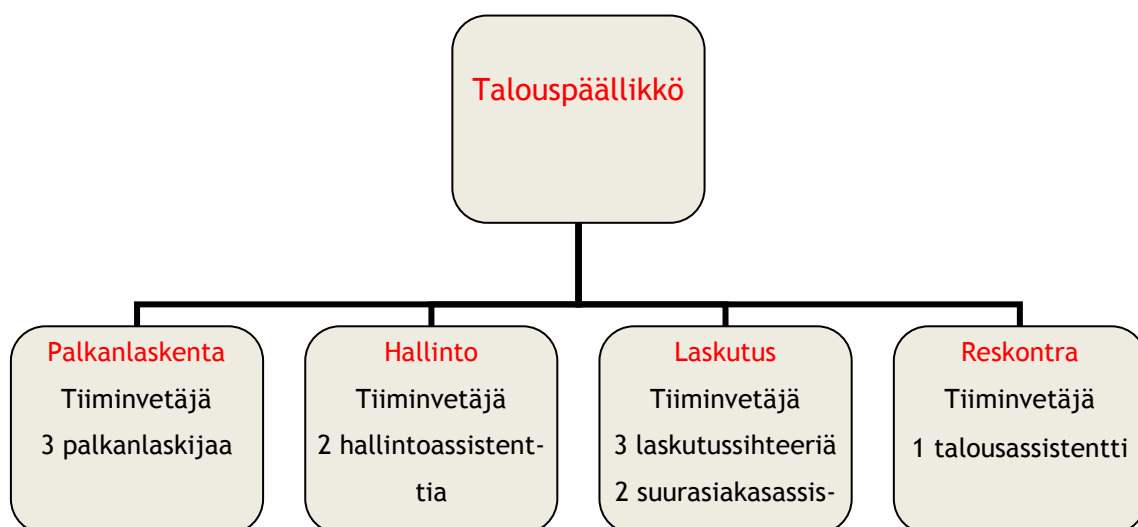 Talouspäällikkö
Palkanlaskenta
Tiiminvetäjä
3 palkanlaskijaa
Hallinto
Tiiminvetäjä
2 hallintoassistent-
tia
Laskutus
Tiiminvetäjä
3 laskutussihteeriä
2 suurasiakasassis-
Reskontra
Tiiminvetäjä
1 talousassistentti